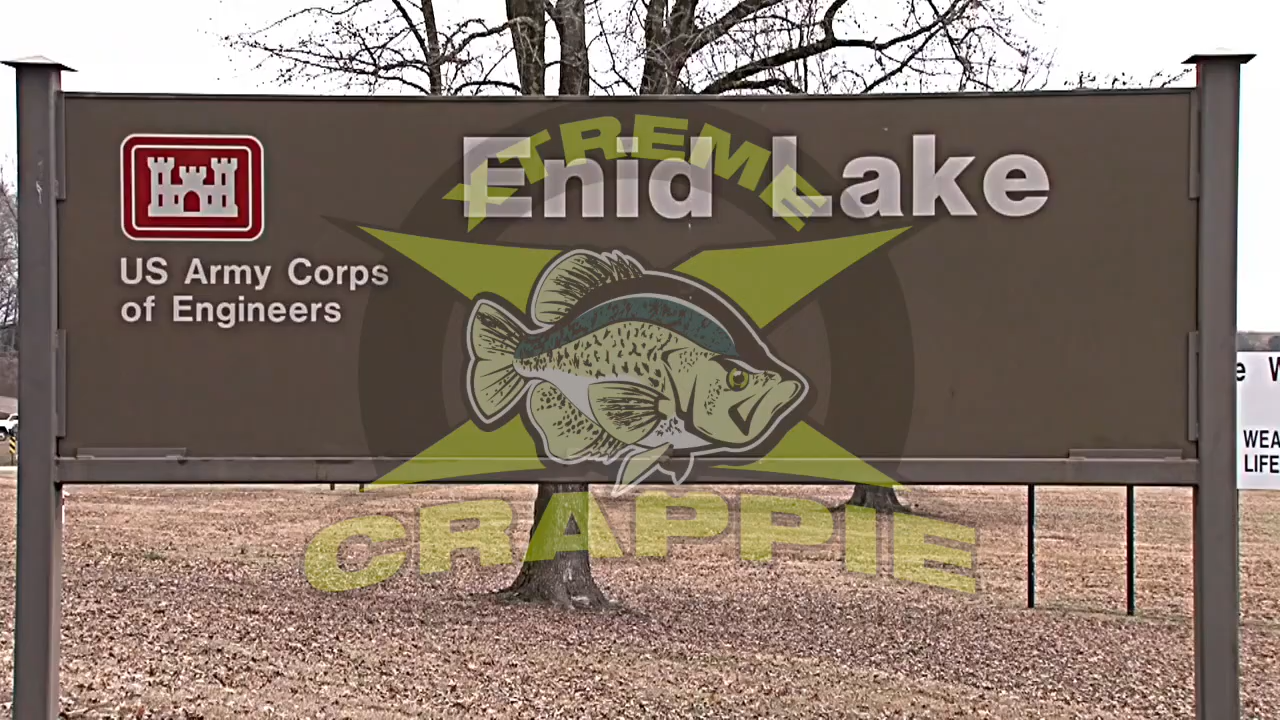 XTREME
Enid Lake
US Army Corps
of Engineers
CRAPPIE
e W
WEA
LIFE